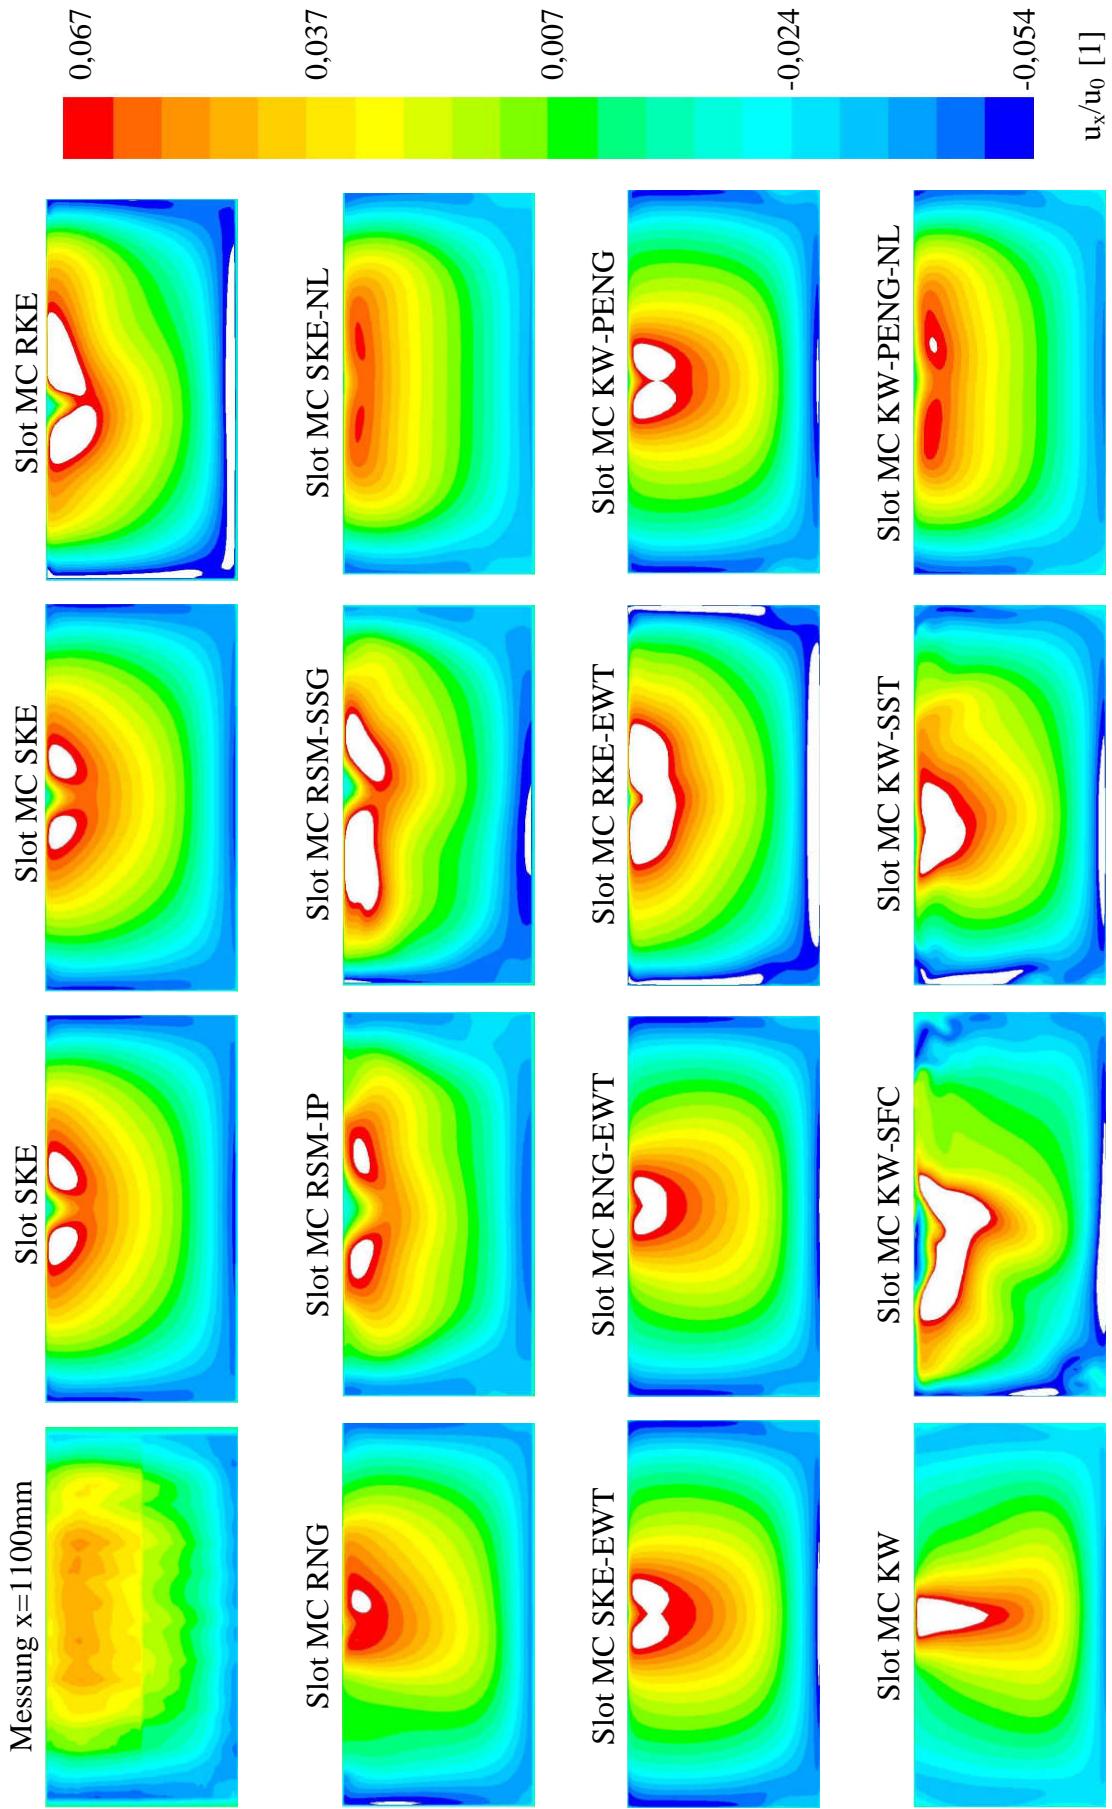 Messung x=1100mm
Slot SKE
Slot MC SKE
Slot MC RKE
Slot MC RNG
Slot MC RSM-IP
Slot MC RSM-SSG
Slot MC SKE-NL
Slot MC SKE-EWT
Slot MC RNG-EWT
Slot MC RKE-EWT
Slot MC KW-PENG
Slot MC KW
Slot MC KW-SFC
Slot MC KW-SST
Slot MC KW-PENG-NL
0,067
0,037
0,007
-0,024
-0,054
u_x/u_0 [1]